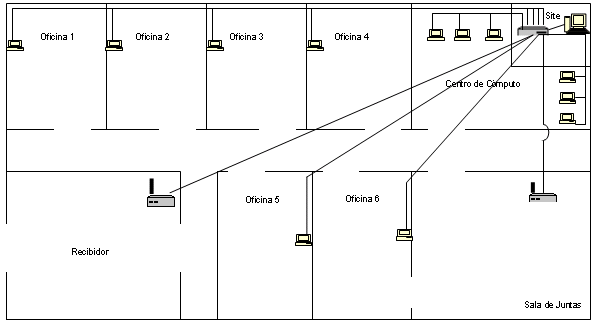 Site
Oficina 1
Oficina 2
Oficina 3
Oficina 4
Centro de Cómputo
Oficina 5
Oficina 6
Recibidor
Sala de Juntas